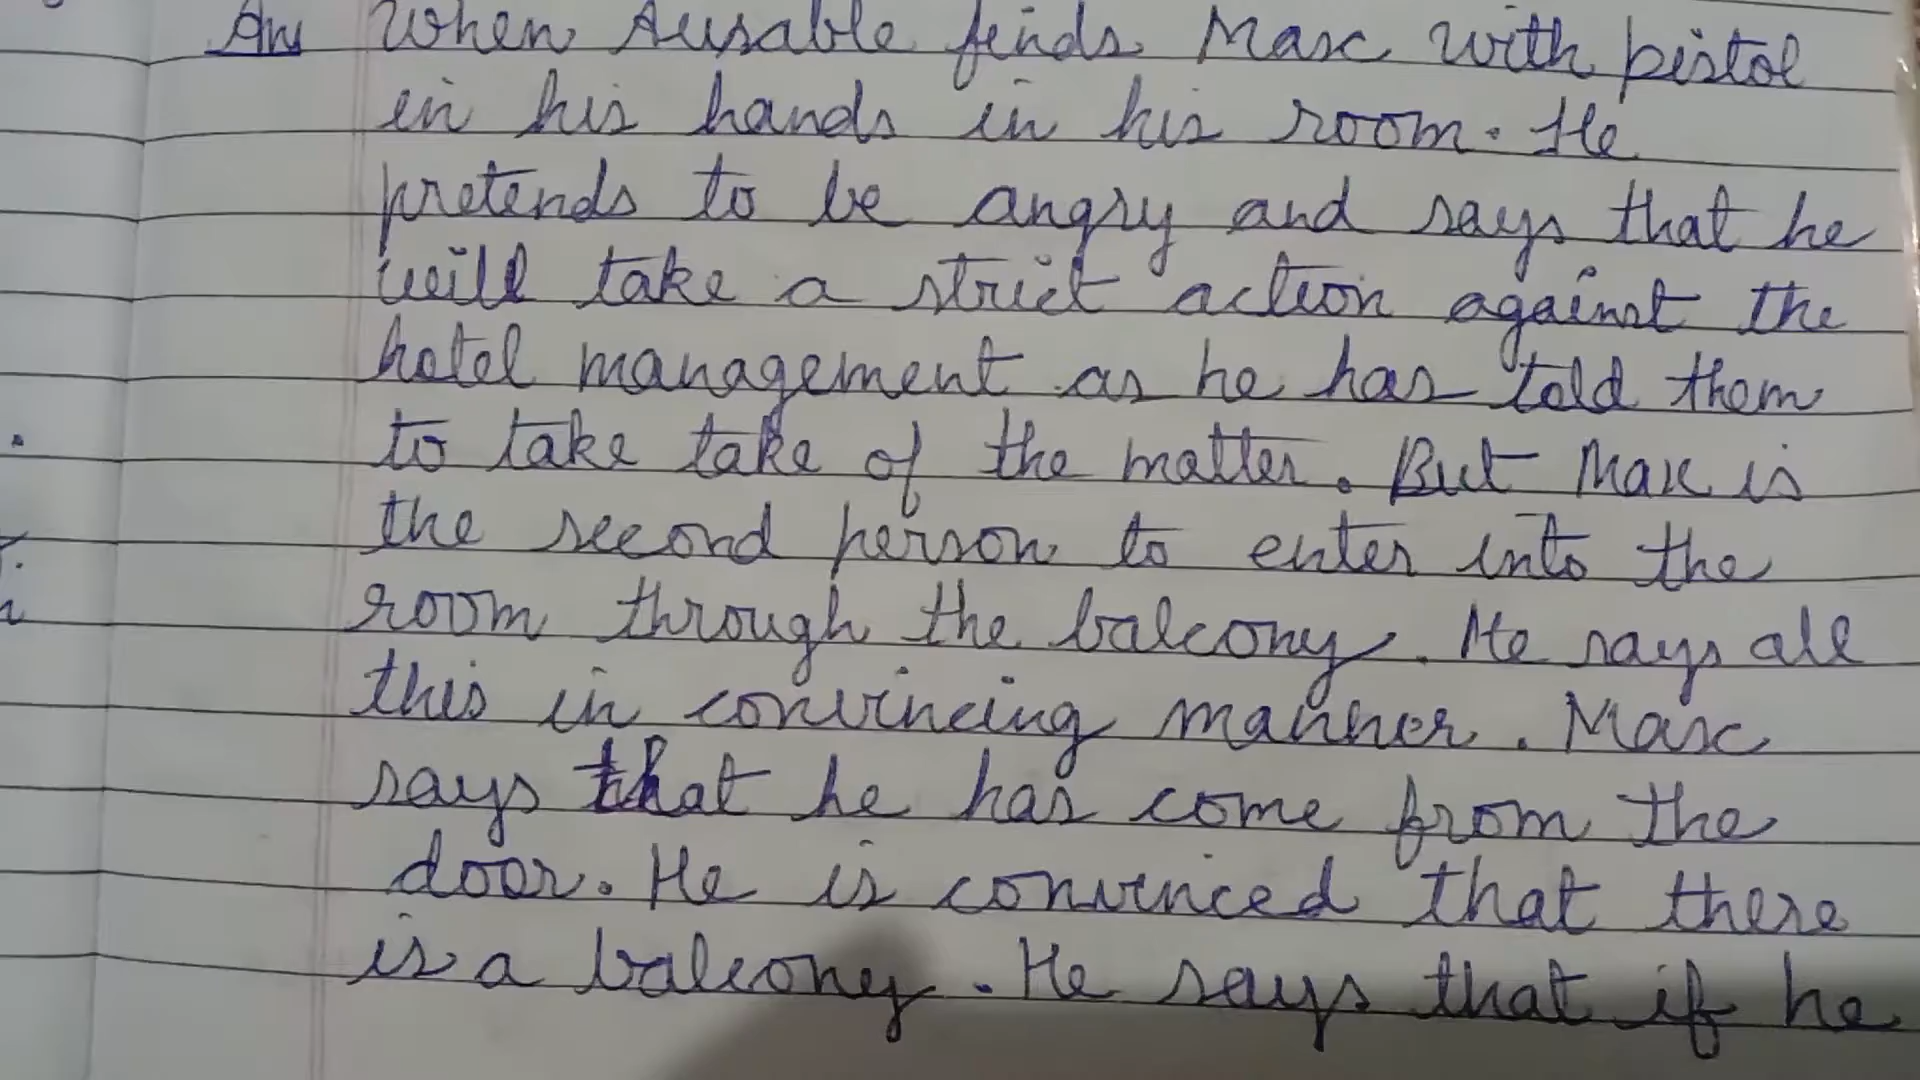 Ans When Ausable finds Max with pistol
in his hands in his room. He
pretends to be angry and says that he
will take a strict action against the
hotel management as he has told them
to take take of the matter. But Max is
the second person to enter into the
room through the balcony. He says all
this in convincing manner. Max
says that he has come from the
door. He is convinced that there
is a balcony. He says that if he